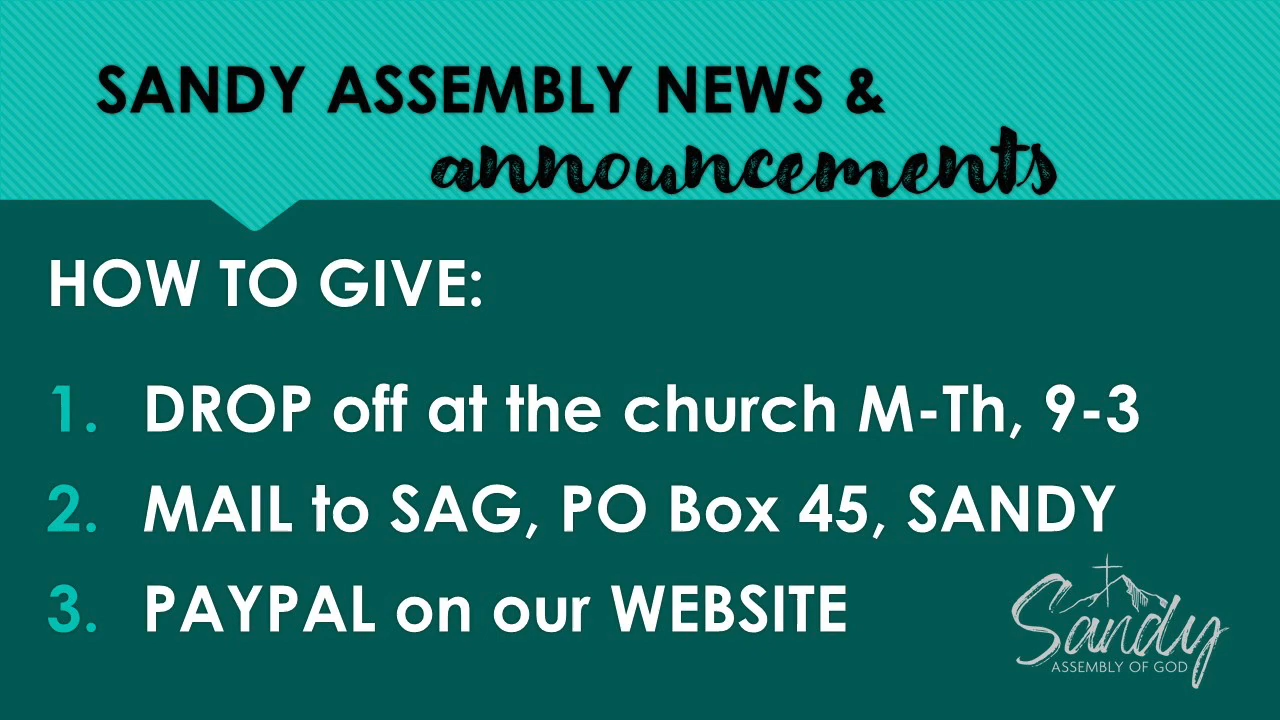 SANDY ASSEMBLY NEWS &
announcements
HOW TO GIVE:
1. DROP off at the church M-Th, 9-3
2. MAIL to SAG, PO Box 45, SANDY
3. PAYPAL on our WEBSITE
Sandy
ASSEMBLY OF GOD